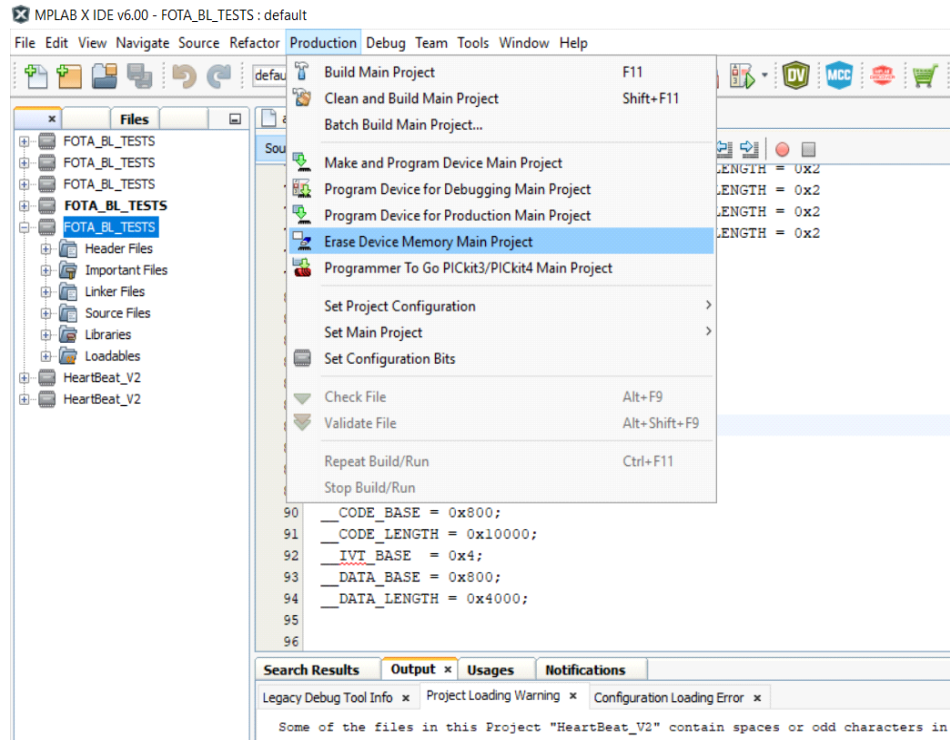 MPLAB X IDE v6.00 - FOTA_BL_TESTS : default
File Edit View Navigate Source Refactor Production Debug Team Tools Window Help
DV MCC
Build Main Project F11
Clean and Build Main Project Shift+F11
Batch Build Main Project...
Make and Program Device Main Project
Program Device for Debugging Main Project
Program Device for Production Main Project
Erase Device Memory Main Project
Programmer To Go PICkit3/PICkit4 Main Project
Set Project Configuration
Set Main Project
Set Configuration Bits
Check File Alt+F9
Validate File Alt+Shift+F9
Repeat Build/Run Ctrl+F11
Stop Build/Run
Files
FOTA_BL_TESTS
FOTA_BL_TESTS
FOTA_BL_TESTS
FOTA_BL_TESTS
FOTA_BL_TESTS
Header Files
Important Files
Linker Files
Source Files
Libraries
Loadables
HeartBeat_V2
HeartBeat_V2
LENGTH = 0x2
LENGTH = 0x2
LENGTH = 0x2
LENGTH = 0x2
90 __CODE_BASE = 0x800;
91 __CODE_LENGTH = 0x10000;
92 __IVT_BASE = 0x4;
93 __DATA_BASE = 0x800;
94 __DATA_LENGTH = 0x4000;
95
96
Search Results Output Usages Notifications
Legacy Debug Tool Info Project Loading Warning Configuration Loading Error
Some of the files in this Project "HeartBeat_V2" contain spaces or odd characters in